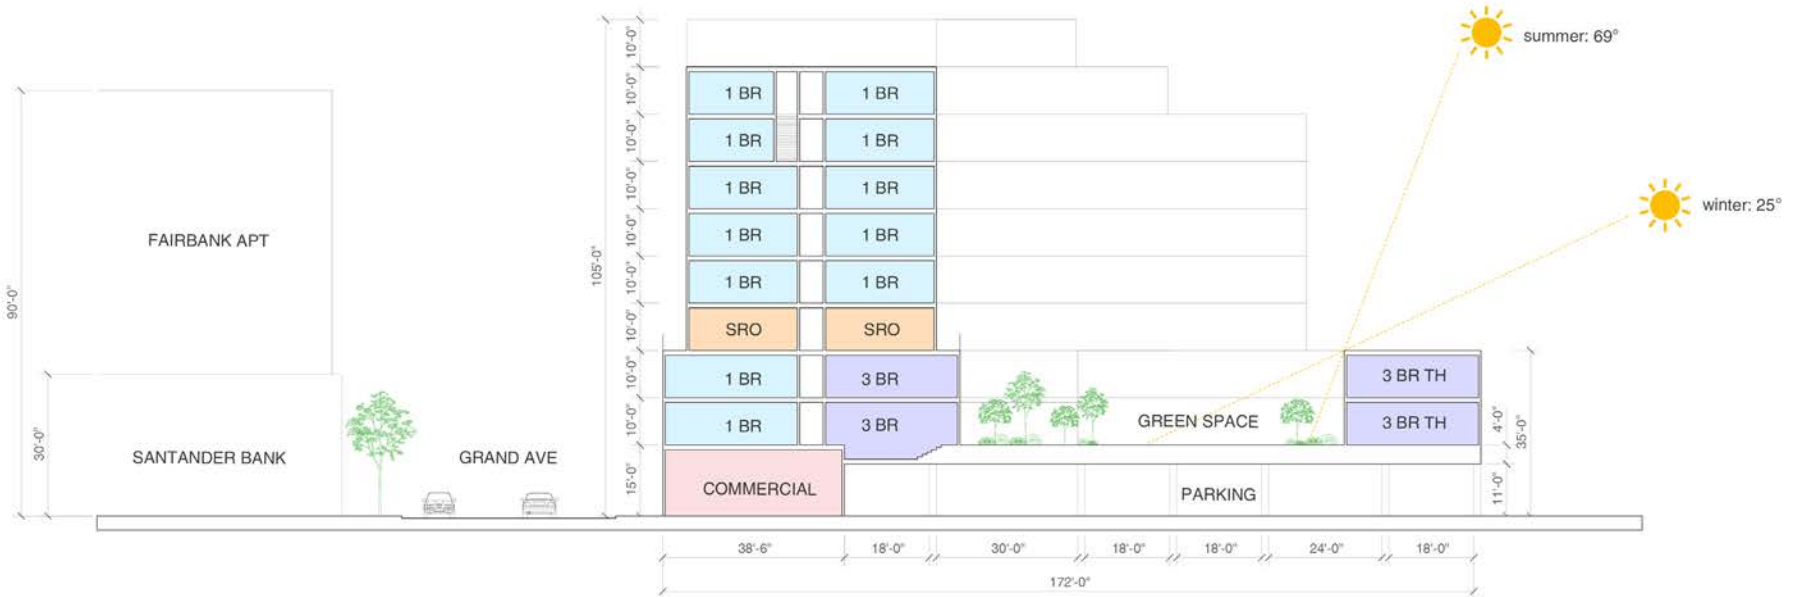 summer: 69°
winter: 25°
10'-0"
10'-0"
1 BR
1 BR
10'-0"
1 BR
1 BR
10'-0"
1 BR
1 BR
FAIRBANK APT
10'-0"
1 BR
1 BR
105'-0"
10'-0"
1 BR
1 BR
90'-0"
10'-0"
SRO
SRO
10'-0"
1 BR
3 BR
3 BR TH
10'-0"
1 BR
3 BR
GREEN SPACE
3 BR TH
4'-0"
35'-0"
30'-0"
SANTANDER BANK
GRAND AVE
15'-0"
COMMERCIAL
PARKING
11'-0"
38'-6"
18'-0"
30'-0"
18'-0"
18'-0"
24'-0"
18'-0"
172'-0"